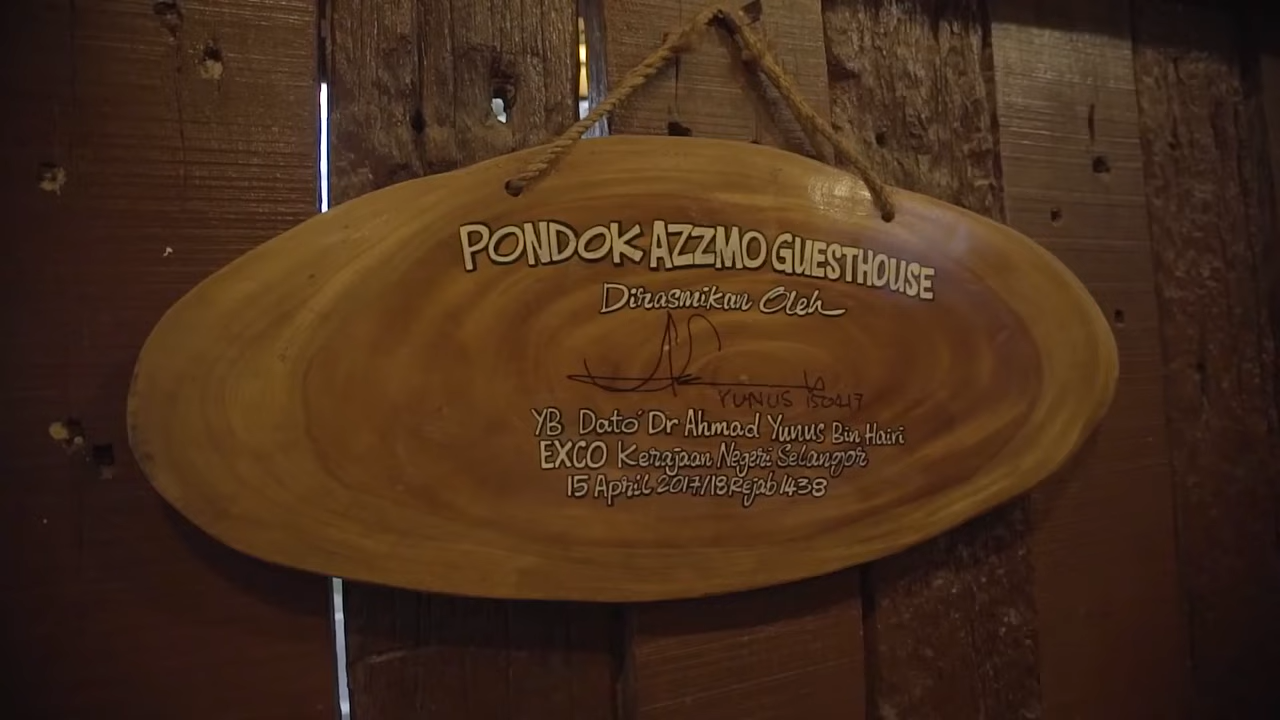 PONDOK AZZMO GUESTHOUSE
Dirasmikan Oleh
YUNUS 150417
YB Dato' Dr Ahmad Yunus Bin Hairi
EXCO Kerajaan Negeri Selangor
15 April 2017/18 Rejab 1438